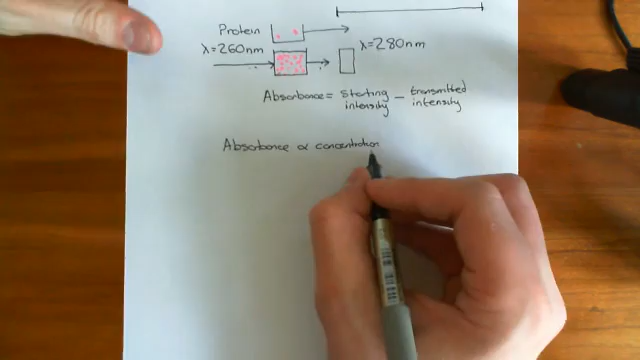 Protein
λ=260nm
λ=280nm
Absorbance = starting intensity − transmitted intensity
Absorbance ∝ concentration